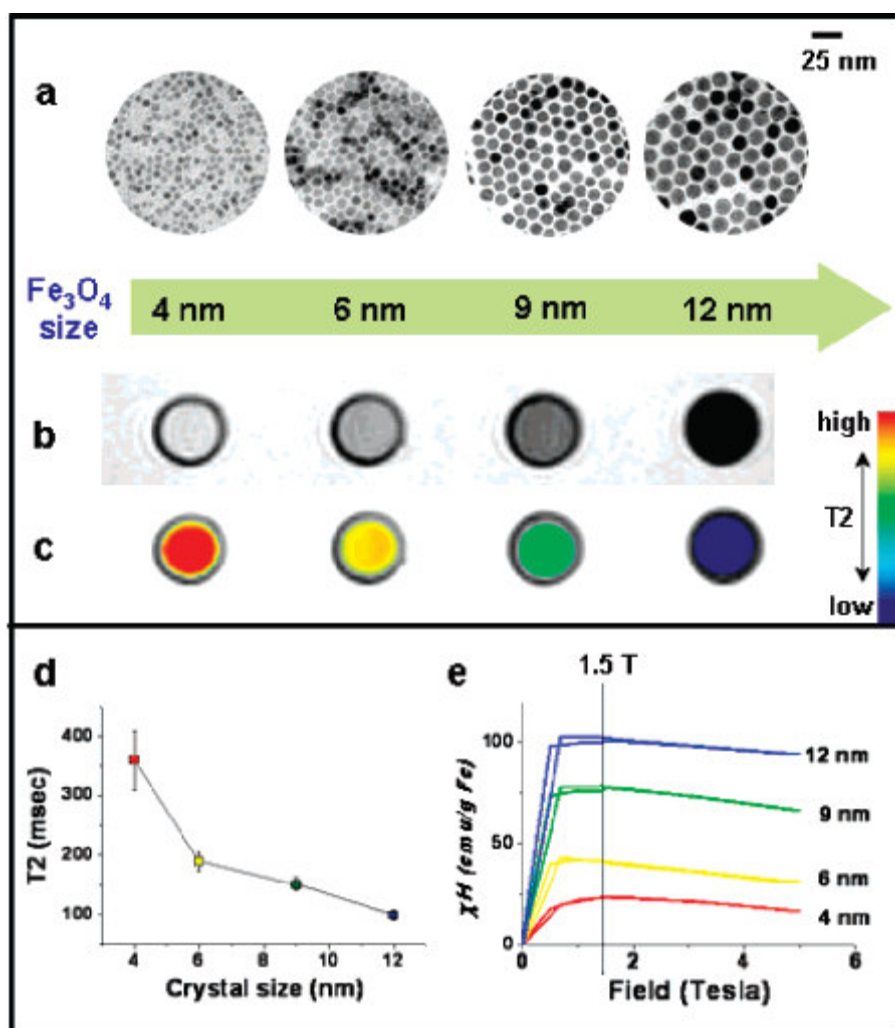 25 nm
a
Fe₃O₄
size
4 nm 6 nm 9 nm 12 nm
b
high
T2
c
low
d
T2 (msec)
400
300
200
100
4 6 8 10 12
Crystal size (nm)
e
1.5 T
χH (emu/g Fe)
100
50
0
12 nm
9 nm
6 nm
4 nm
0 2 4 6
Field (Tesla)